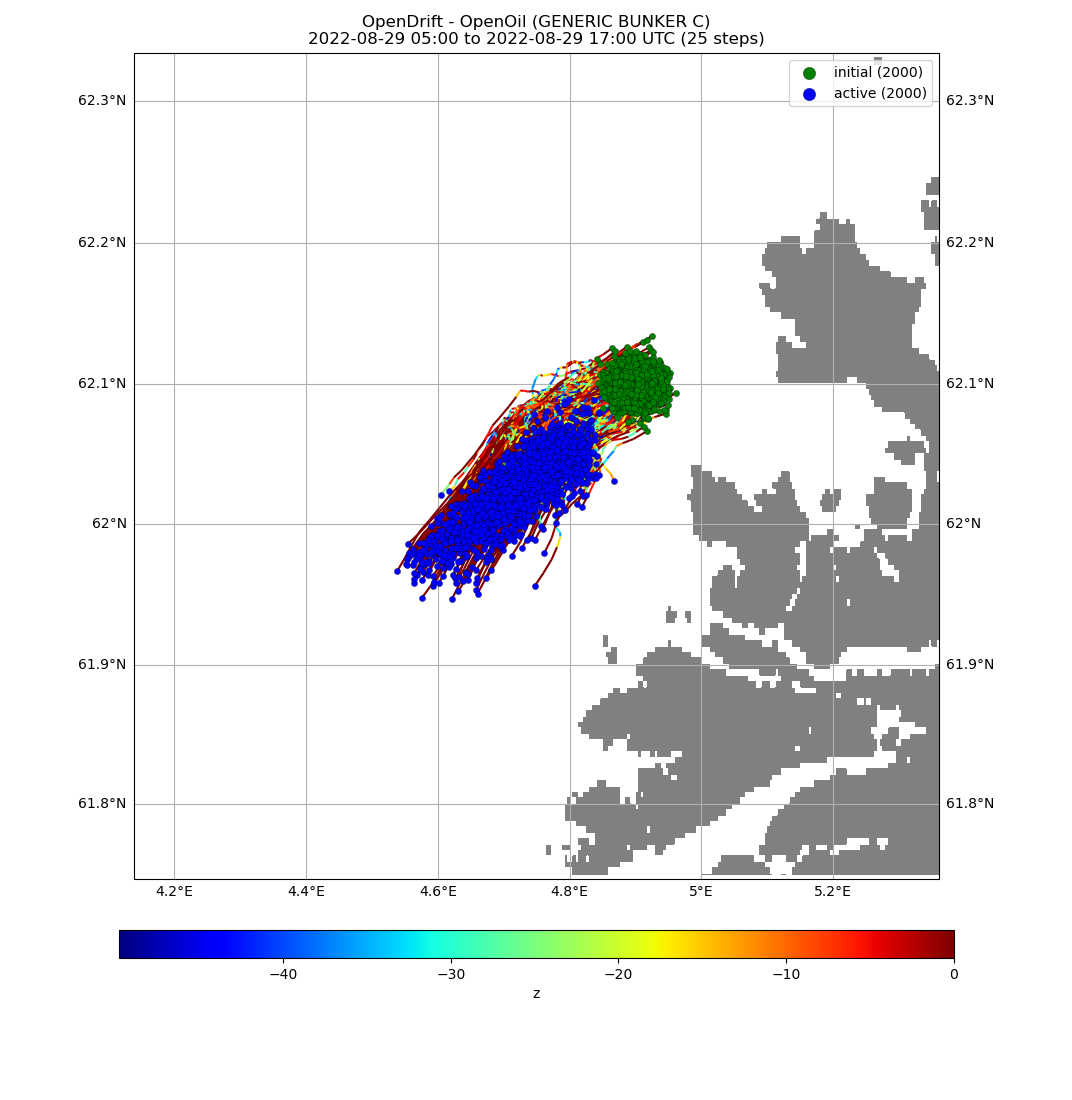 OpenDrift - OpenOil (GENERIC BUNKER C)
2022-08-29 05:00 to 2022-08-29 17:00 UTC (25 steps)
initial (2000)
active (2000)
62.3°N 62.3°N
62.2°N 62.2°N
62.1°N 62.1°N
62°N 62°N
61.9°N 61.9°N
61.8°N 61.8°N
4.2°E 4.4°E 4.6°E 4.8°E 5°E 5.2°E
−40 −30 −20 −10 0
z